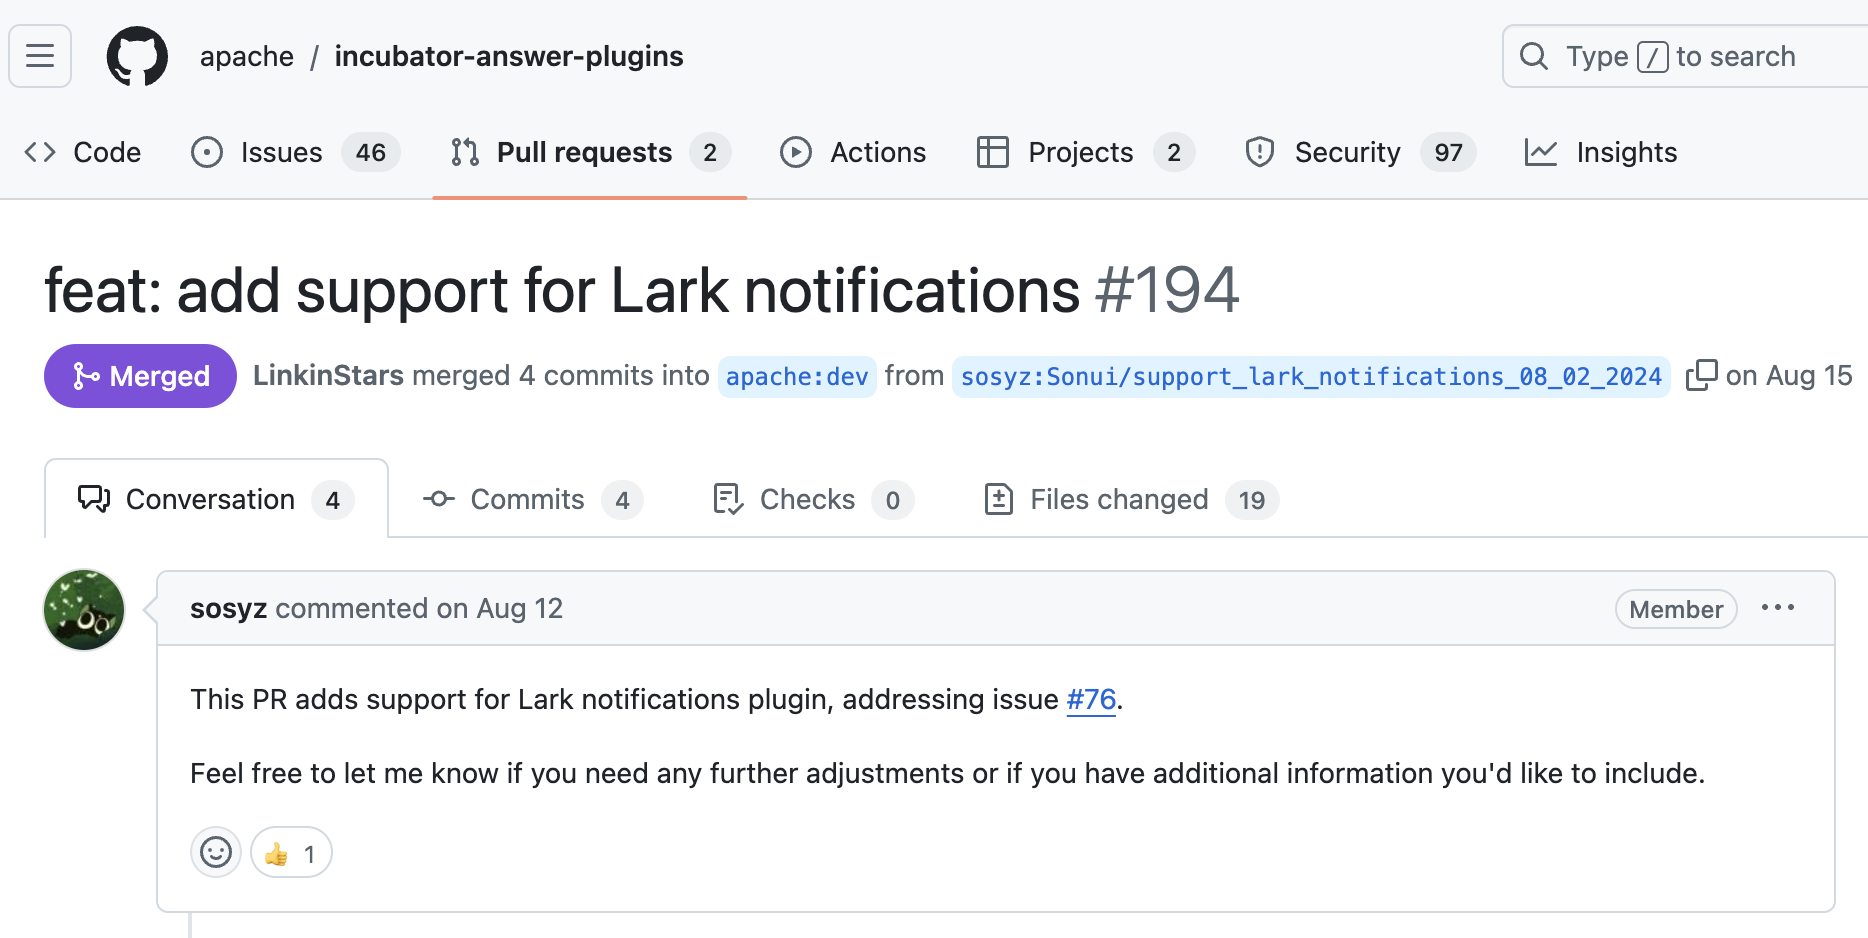 apache / incubator-answer-plugins
Type / to search
Code Issues 46 Pull requests 2 Actions Projects 2 Security 97 Insights
feat: add support for Lark notifications #194
Merged LinkinStars merged 4 commits into apache:dev from sosyz:Sonui/support_lark_notifications_08_02_2024 on Aug 15
Conversation 4 Commits 4 Checks 0 Files changed 19
sosyz commented on Aug 12 Member
This PR adds support for Lark notifications plugin, addressing issue #76.
Feel free to let me know if you need any further adjustments or if you have additional information you'd like to include.
1